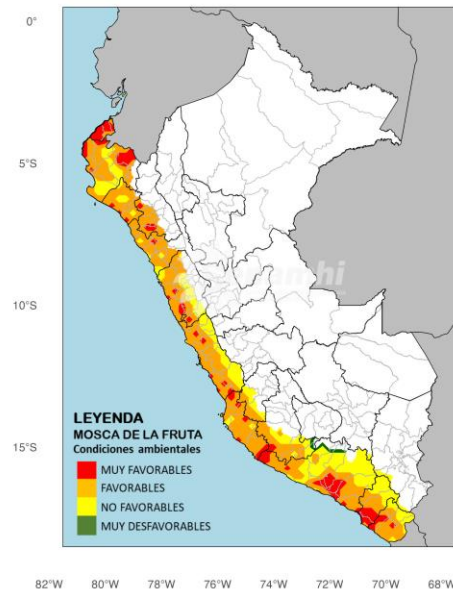 0°
5°S
10°S
15°S
senamhi
LEYENDA
MOSCA DE LA FRUTA
Condiciones ambientales
MUY FAVORABLES
FAVORABLES
NO FAVORABLES
MUY DESFAVORABLES
82°W 80°W 78°W 76°W 74°W 72°W 70°W 68°W